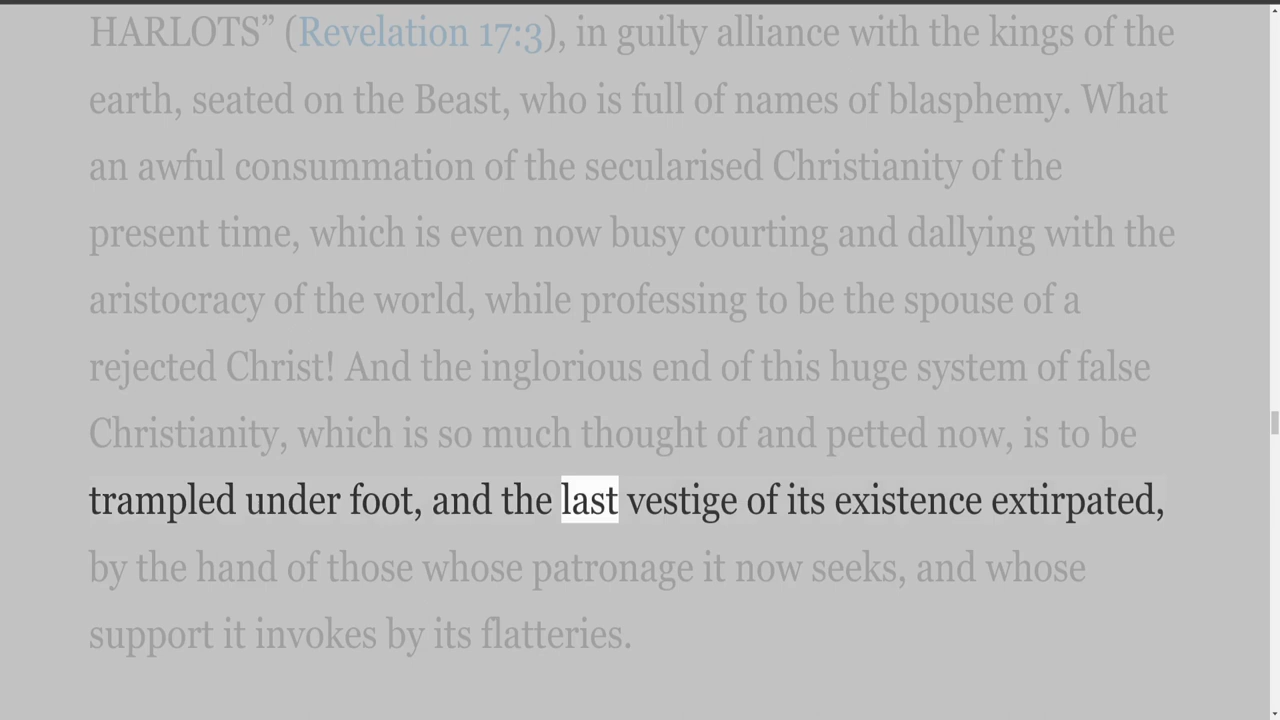 HARLOTS” (Revelation 17:3), in guilty alliance with the kings of the
earth, seated on the Beast, who is full of names of blasphemy. What
an awful consummation of the secularised Christianity of the
present time, which is even now busy courting and dallying with the
aristocracy of the world, while professing to be the spouse of a
rejected Christ! And the inglorious end of this huge system of false
Christianity, which is so much thought of and petted now, is to be
trampled under foot, and the last vestige of its existence extirpated,
by the hand of those whose patronage it now seeks, and whose
support it invokes by its flatteries.